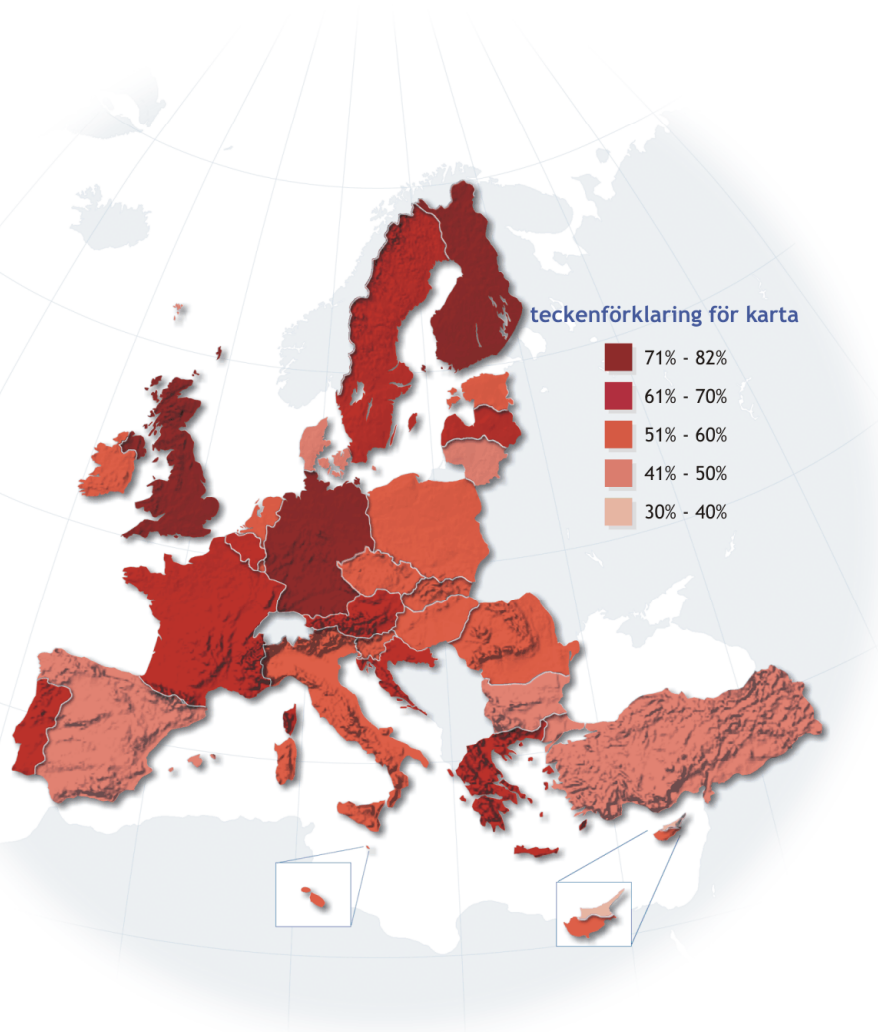 teckenförklaring för karta
71% - 82%
61% - 70%
51% - 60%
41% - 50%
30% - 40%